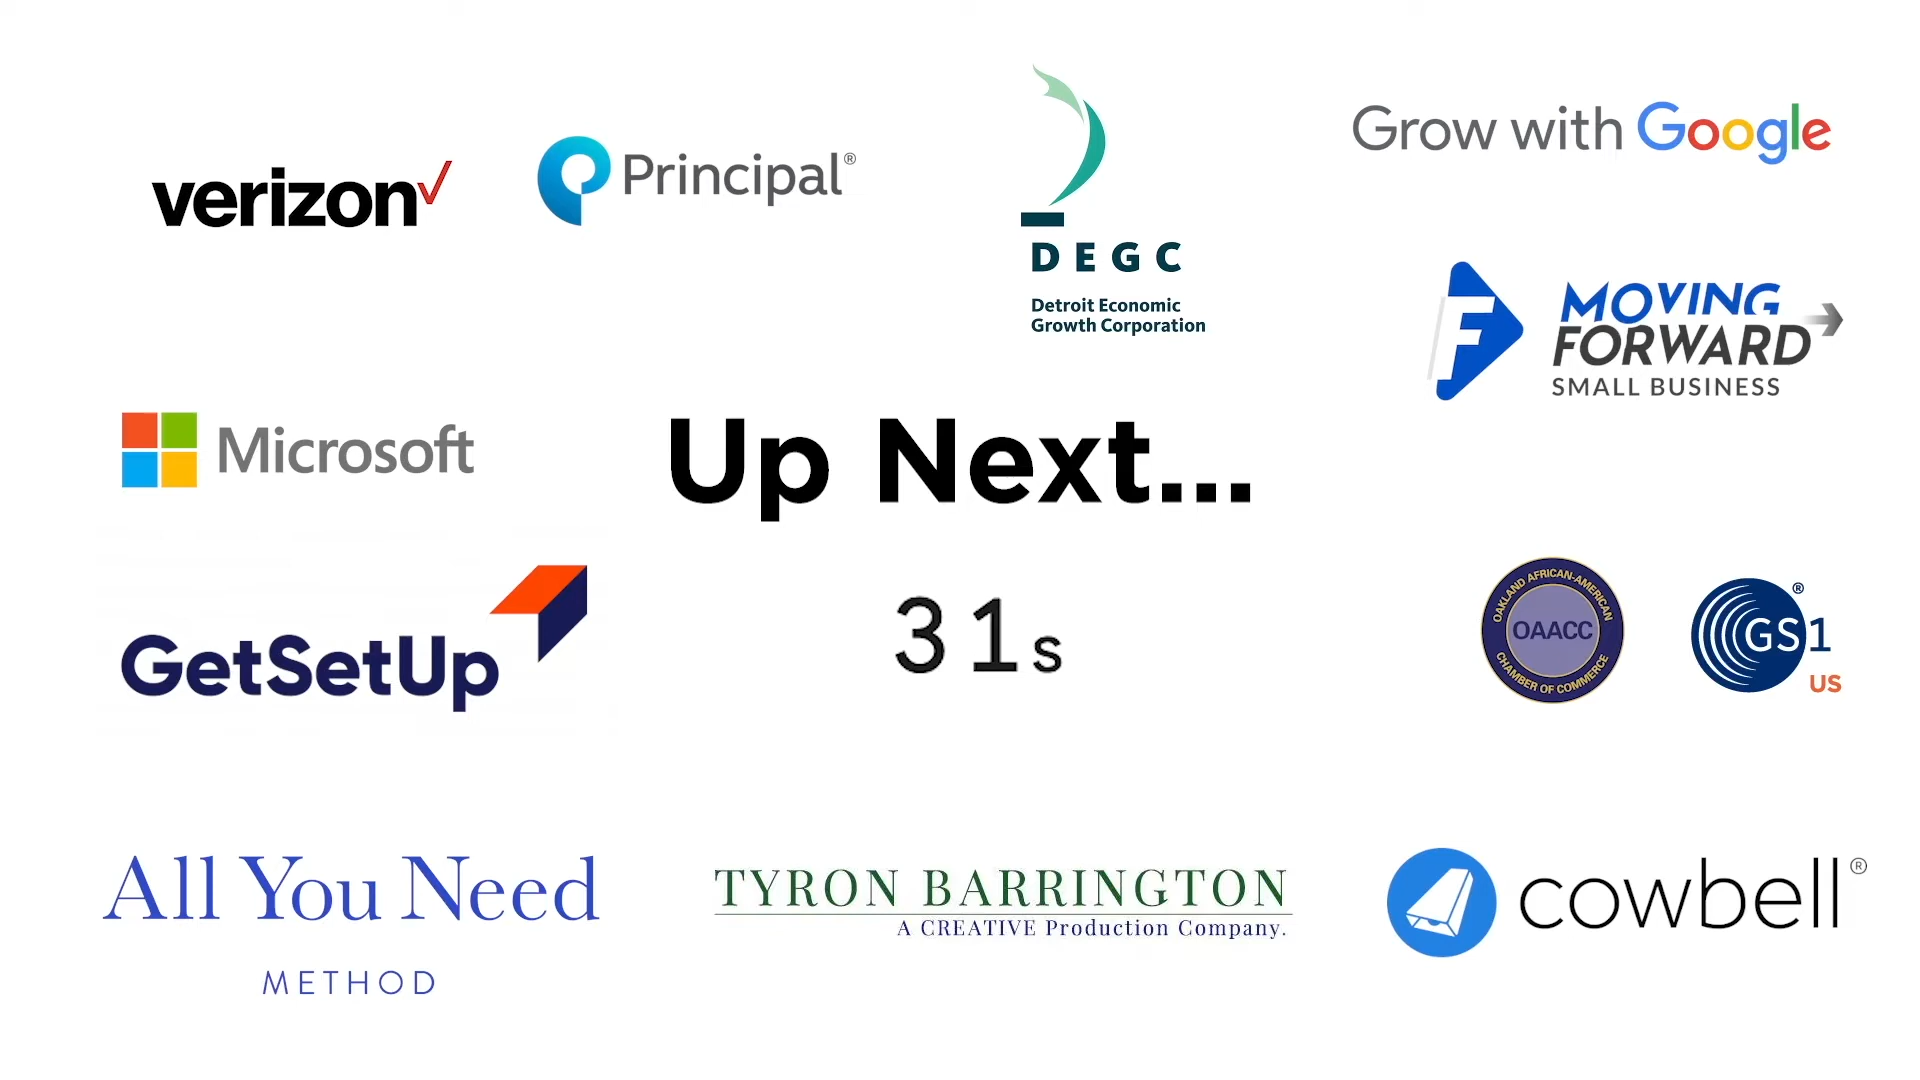 verizon
Principal®
DEGC
Detroit Economic
Growth Corporation
Grow with Google
F
MOVING
FORWARD
SMALL BUSINESS
Microsoft
Up Next...
GetSetUp
31s
OAKLAND AFRICAN-AMERICAN
OAACC
CHAMBER OF COMMERCE
GS1®
US
All You Need
METHOD
TYRON BARRINGTON
A CREATIVE Production Company.
cowbell®